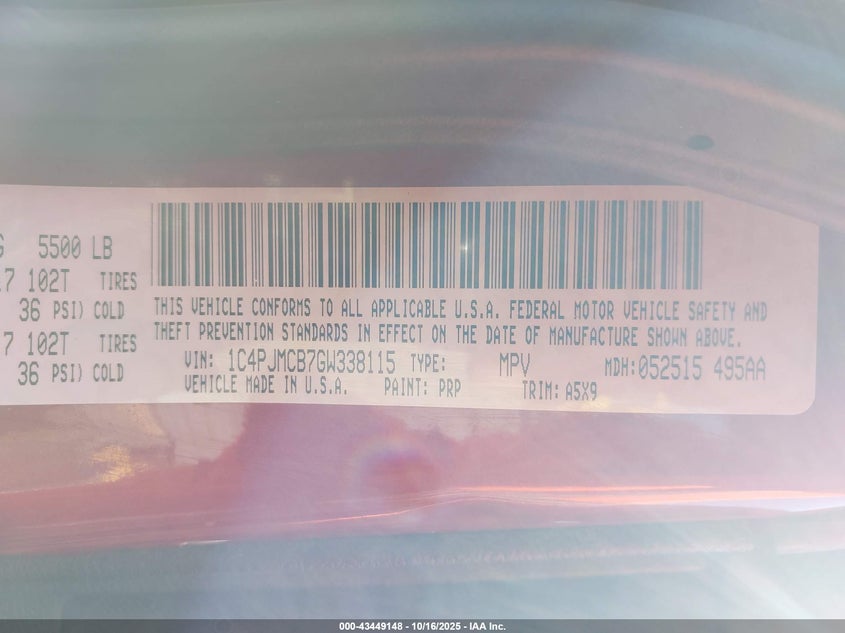 5500 LB
7 102T TIRES
36 PSI) COLD
7 102T TIRES
36 PSI) COLD
THIS VEHICLE CONFORMS TO ALL APPLICABLE U.S.A. FEDERAL MOTOR VEHICLE SAFETY AND
THEFT PREVENTION STANDARDS IN EFFECT ON THE DATE OF MANUFACTURE SHOWN ABOVE.
VIN: 1C4PJMCB7GW338115 TYPE: MPV MDH:052515 495AA
VEHICLE MADE IN U.S.A. PAINT: PRP TRIM: A5X9
000-43449148 - 10/16/2025 - IAA Inc.